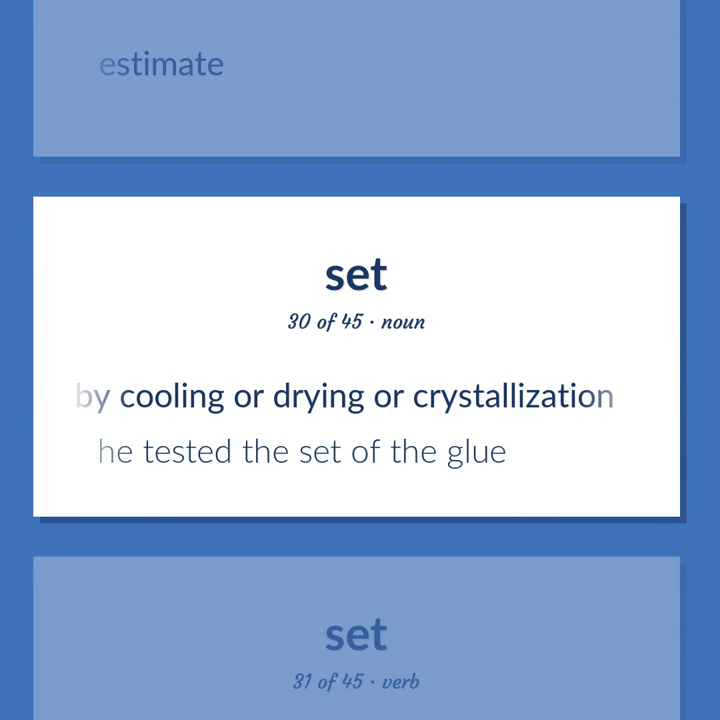 estimate
set
30 of 45 · noun
by cooling or drying or crystallization
he tested the set of the glue
set
31 of 45 · verb